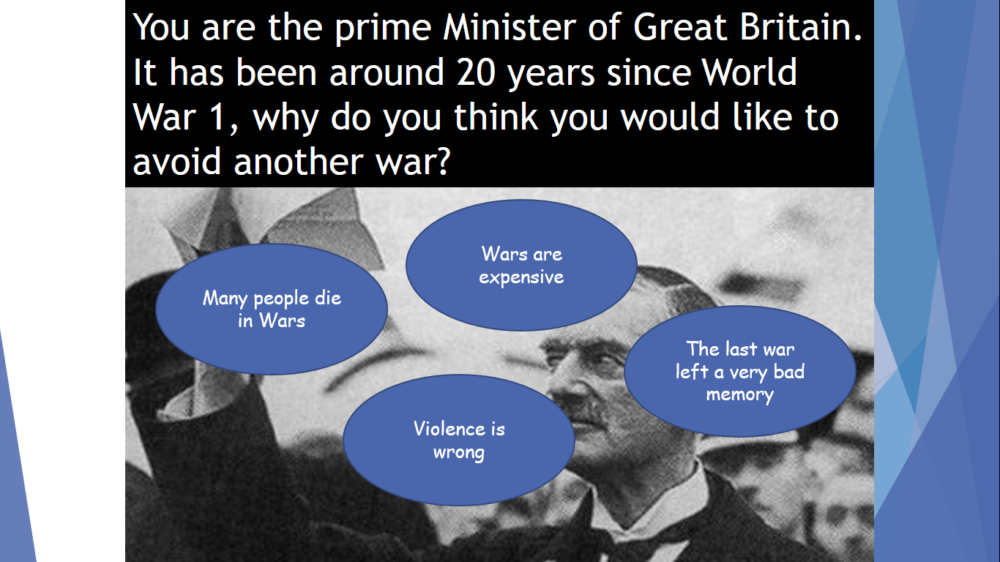 You are the prime Minister of Great Britain.
It has been around 20 years since World
War 1, why do you think you would like to
avoid another war?
Wars are
expensive
Many people die
in Wars
The last war
left a very bad
memory
Violence is
wrong